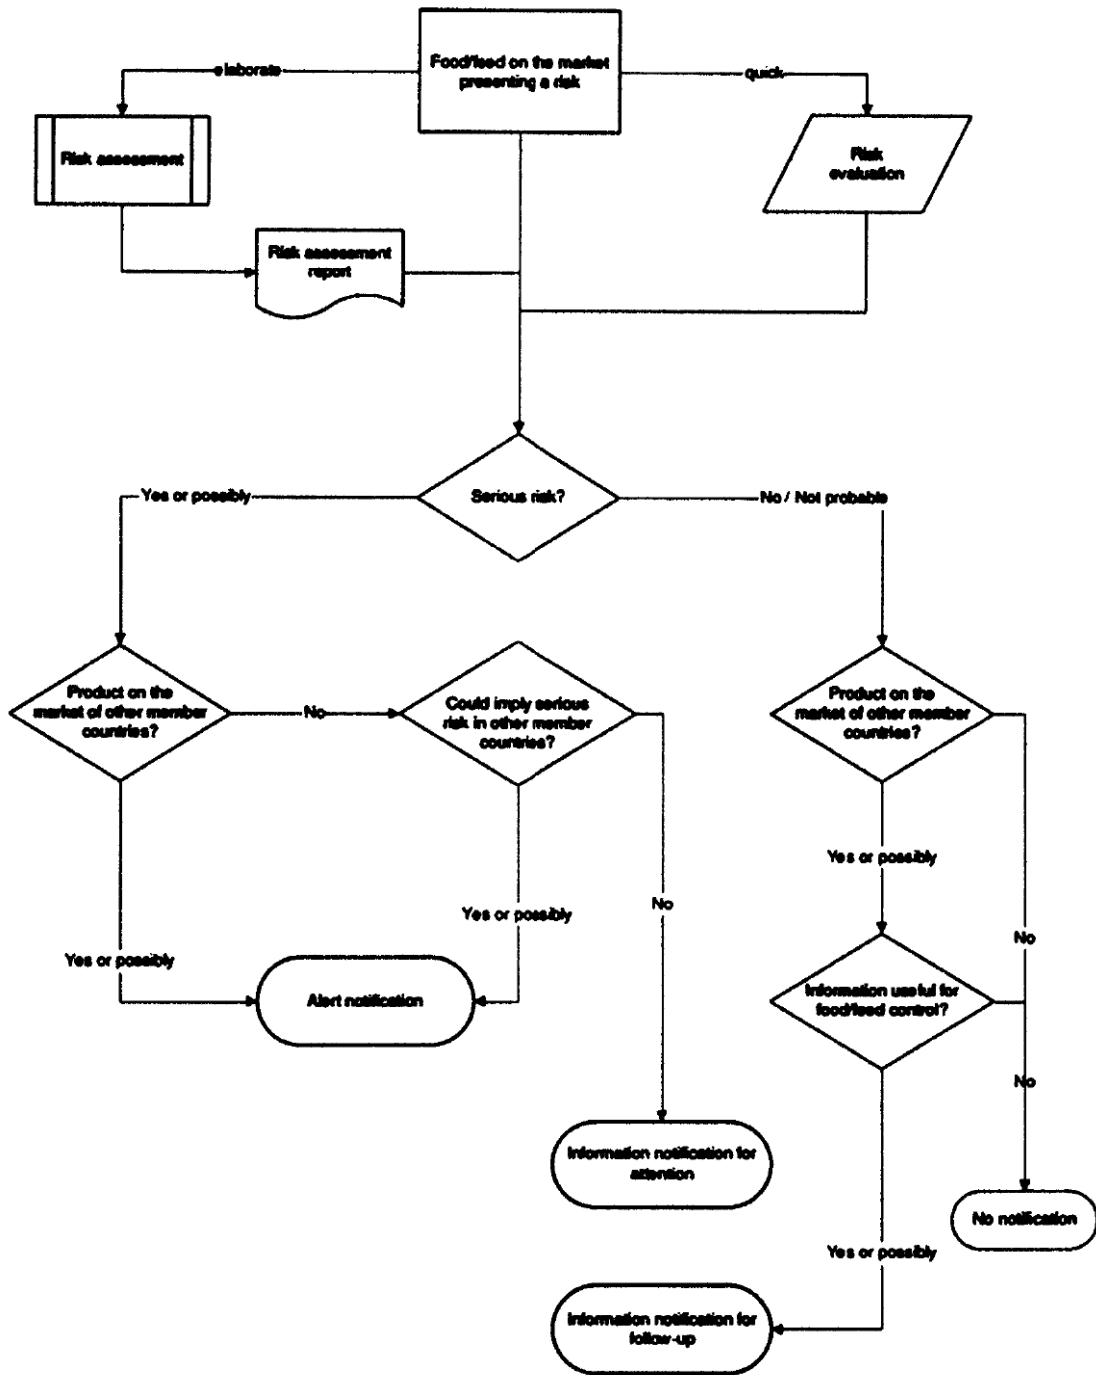 Food/feed on the market
presenting a risk
elaborate
quick
Risk assessment
Risk
evaluation
Risk assessment
report
Serious risk?
Yes or possibly
No / Not probable
Product on the
market of other member
countries?
No
Could imply serious
risk in other member
countries?
Product on the
market of other member
countries?
Yes or possibly
No
Yes or possibly
No
Yes or possibly
Alert notification
Information useful for
food/feed control?
No
Information notification for
attention
No notification
Yes or possibly
Information notification for
follow-up